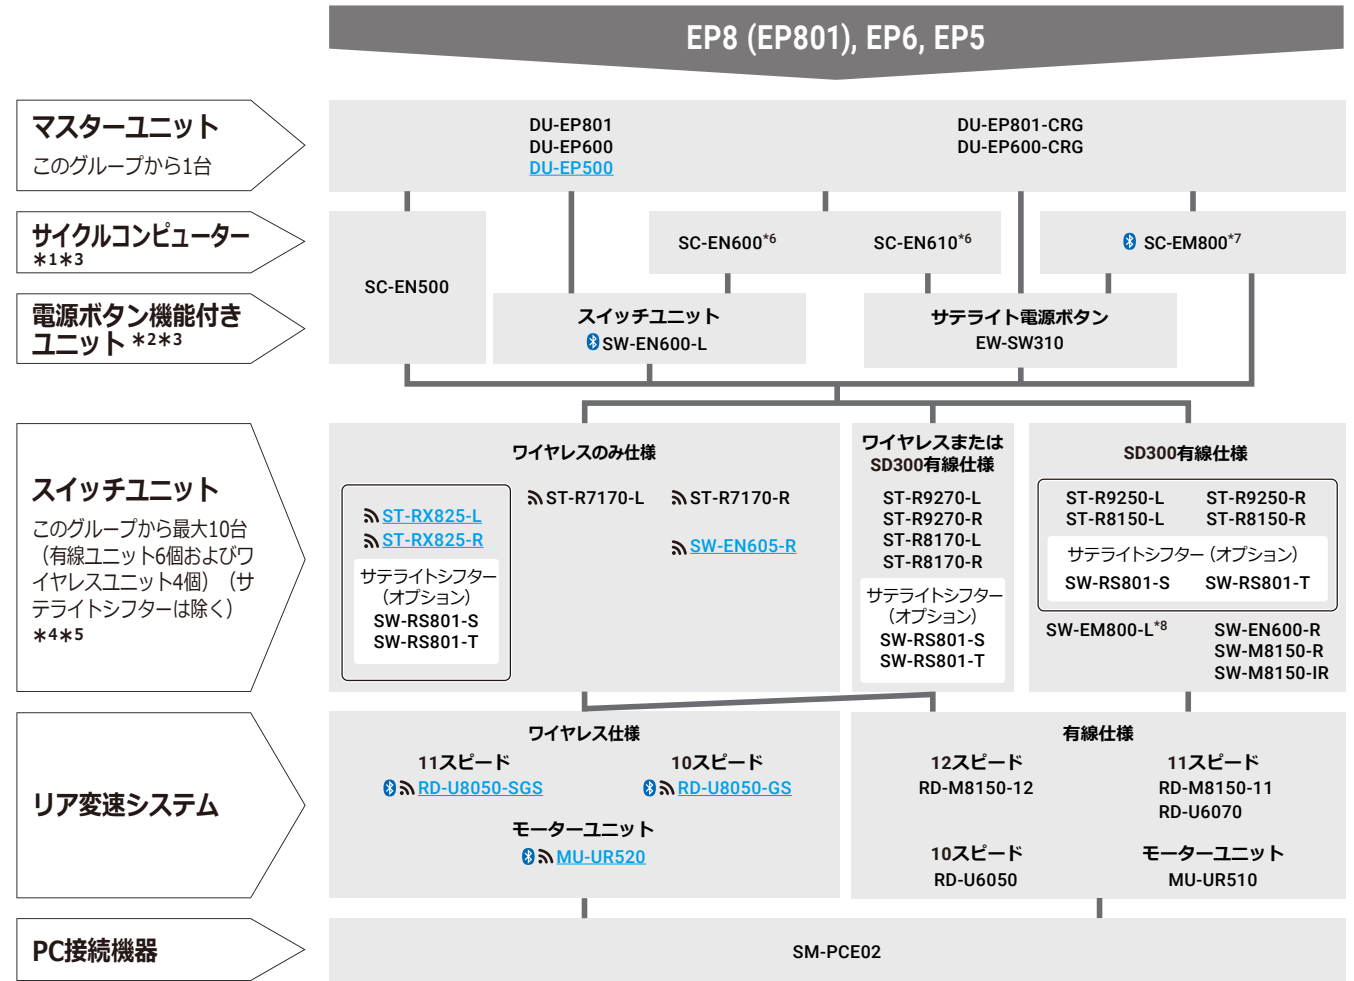 EP8 (EP801), EP6, EP5
マスターユニット
このグループから1台
DU-EP801
DU-EP600
DU-EP500
DU-EP801-CRG
DU-EP600-CRG
サイクルコンピューター
*1*3
SC-EN500
SC-EN600*6
SC-EN610*6
SC-EM800*7
電源ボタン機能付き
ユニット *2*3
スイッチユニット
SW-EN600-L
サテライト電源ボタン
EW-SW310
スイッチユニット
このグループから最大10台
（有線ユニット6個およびワ
イヤレスユニット4個）（サ
テライトシフターは除く）
*4*5
ワイヤレスのみ仕様
ST-RX825-L
ST-RX825-R
サテライトシフター
（オプション）
SW-RS801-S
SW-RS801-T
ST-R7170-L
ST-R7170-R
SW-EN605-R
ワイヤレスまたは
SD300有線仕様
ST-R9270-L
ST-R9270-R
ST-R8170-L
ST-R8170-R
サテライトシフター
（オプション）
SW-RS801-S
SW-RS801-T
SD300有線仕様
ST-R9250-L ST-R9250-R
ST-R8150-L ST-R8150-R
サテライトシフター（オプション）
SW-RS801-S SW-RS801-T
SW-EM800-L*8
SW-EN600-R
SW-M8150-R
SW-M8150-IR
リア変速システム
ワイヤレス仕様
11スピード
RD-U8050-SGS
10スピード
RD-U8050-GS
モーターユニット
MU-UR520
有線仕様
12スピード
RD-M8150-12
11スピード
RD-M8150-11
RD-U6070
10スピード
RD-U6050
モーターユニット
MU-UR510
PC接続機器
SM-PCE02